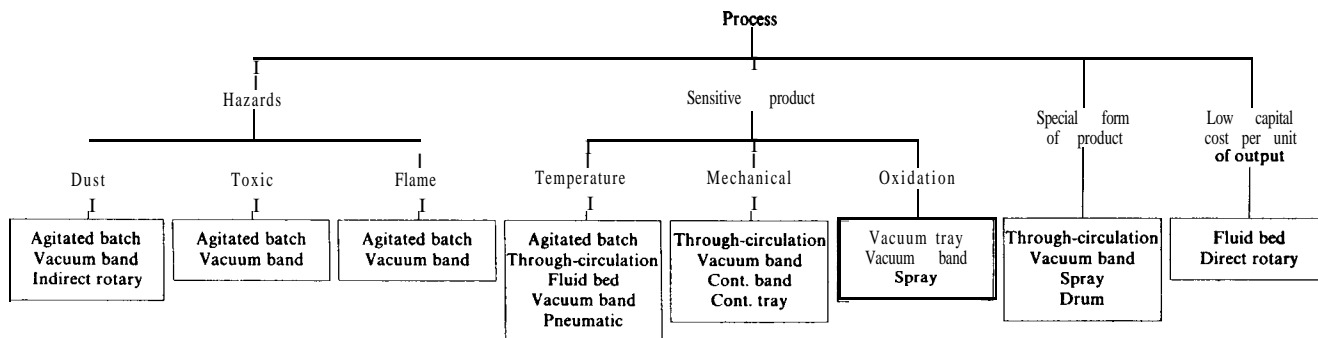 Process
Hazards
Sensitive product
Special form
of product
Low capital
cost per unit
of output
Dust
Toxic
Flame
Temperature
Mechanical
Oxidation
Agitated batch
Vacuum band
Indirect rotary
Agitated batch
Vacuum band
Agitated batch
Vacuum band
Agitated batch
Through-circulation
Fluid bed
Vacuum band
Pneumatic
Through-circulation
Vacuum band
Cont. band
Cont. tray
Vacuum tray
Vacuum band
Spray
Through-circulation
Vacuum band
Spray
Drum
Fluid bed
Direct rotary